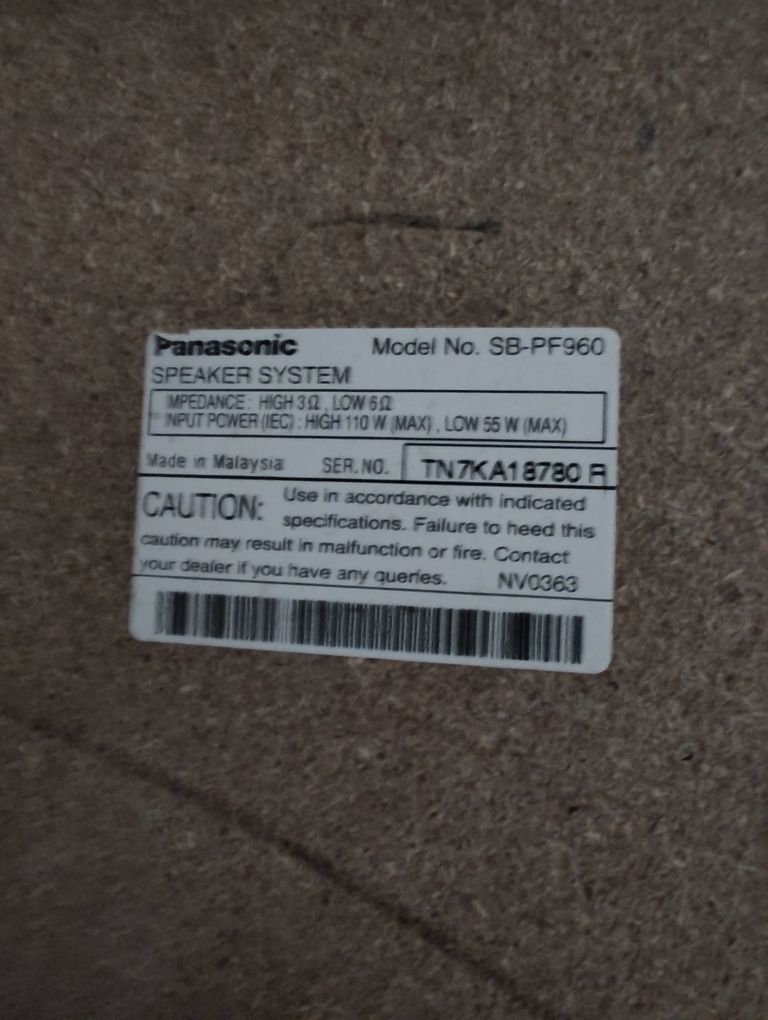 Panasonic Model No. SB-PF960
SPEAKER SYSTEM
IMPEDANCE : HIGH 3Ω , LOW 6Ω
INPUT POWER (IEC) : HIGH 110 W (MAX) , LOW 55 W (MAX)
Made in Malaysia SER. NO. TN7KA18780 R
CAUTION: Use in accordance with indicated
specifications. Failure to heed this
caution may result in malfunction or fire. Contact
your dealer if you have any queries. NV0363